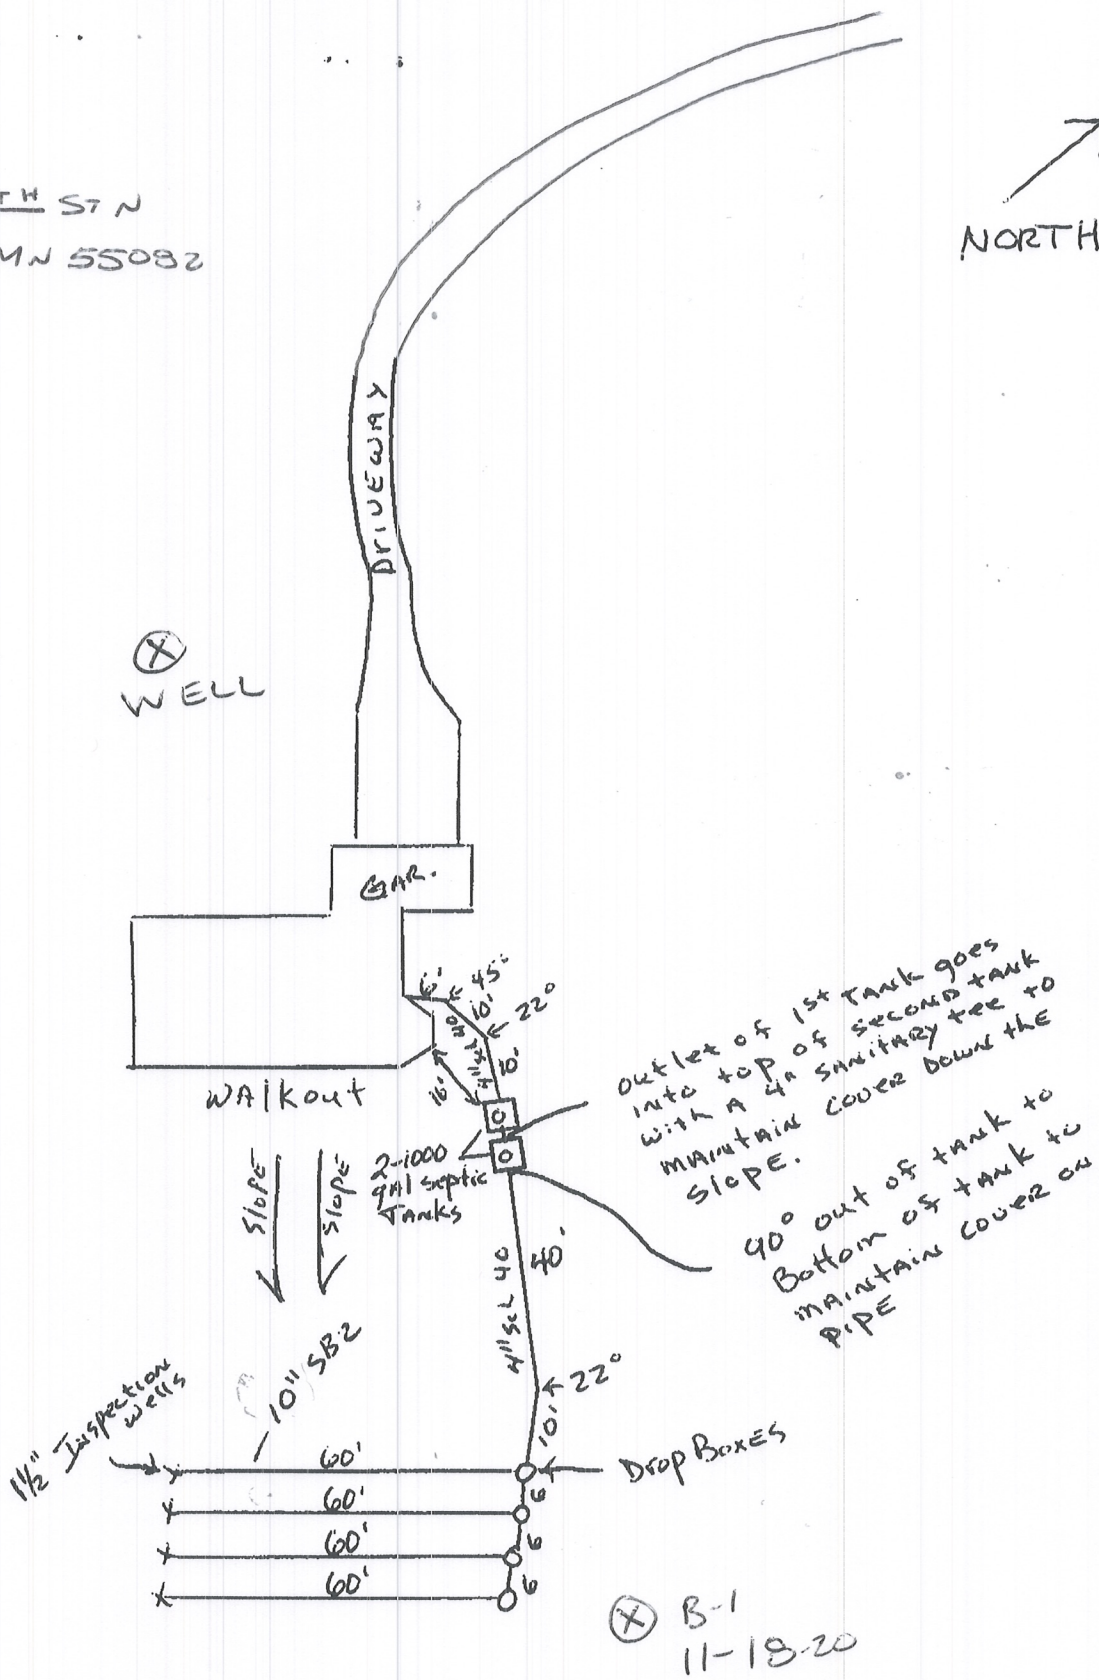 TH ST N
MN 55082
NORTH
DriVEWAY
WELL
GAR.
6'
45°
10'
22°
4" Sch 40
10'
16'
WAlkout
SlopE
SlopE
2-1000
gAl septic
TANKS
outlet of 1st TANK goes
into top of second tANK
with A 4" SANitARY tee to
MAINTAIN COVER DOWN thE
SlopE.
90° out of tANK to
Bottom of tANK to
MAINTAIN COVER ON
PIPE
4" Sch 40
40'
22°
10'
10" SB2
1 1/2" Inspection
wells
Drop BoxES
60'
6
60'
6
60'
6
60'
B-1
11-18-20